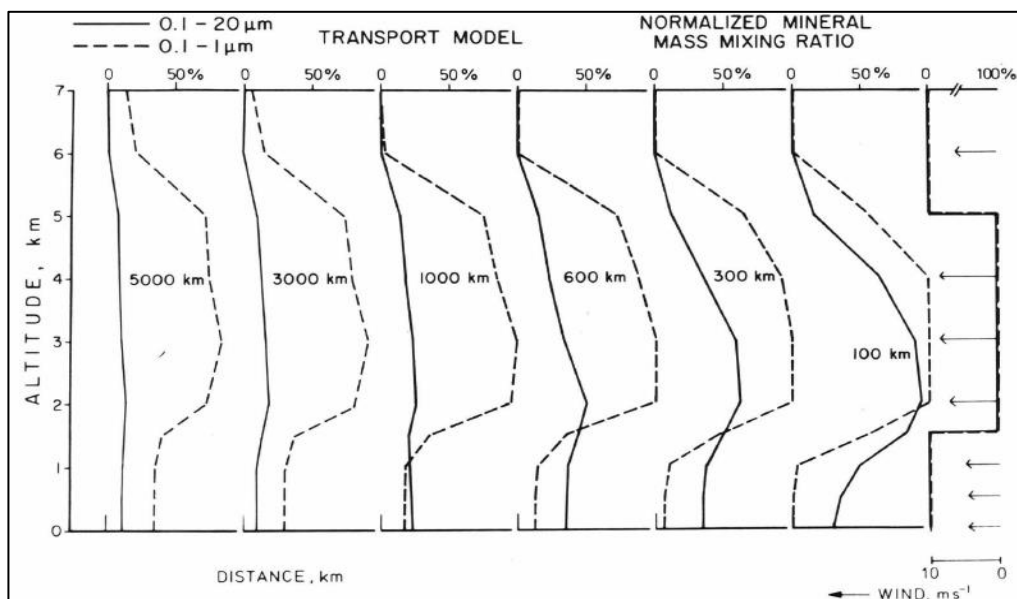 0.1 – 20 μm
0.1 – 1 μm
TRANSPORT MODEL
NORMALIZED MINERAL
MASS MIXING RATIO
0 50% 0 50% 0 50% 0 50% 0 50% 0 50% 0 100%
7
6
5
4
3
2
1
0
ALTITUDE, km
5000 km
3000 km
1000 km
600 km
300 km
100 km
DISTANCE, km
10 0
WIND, ms⁻¹